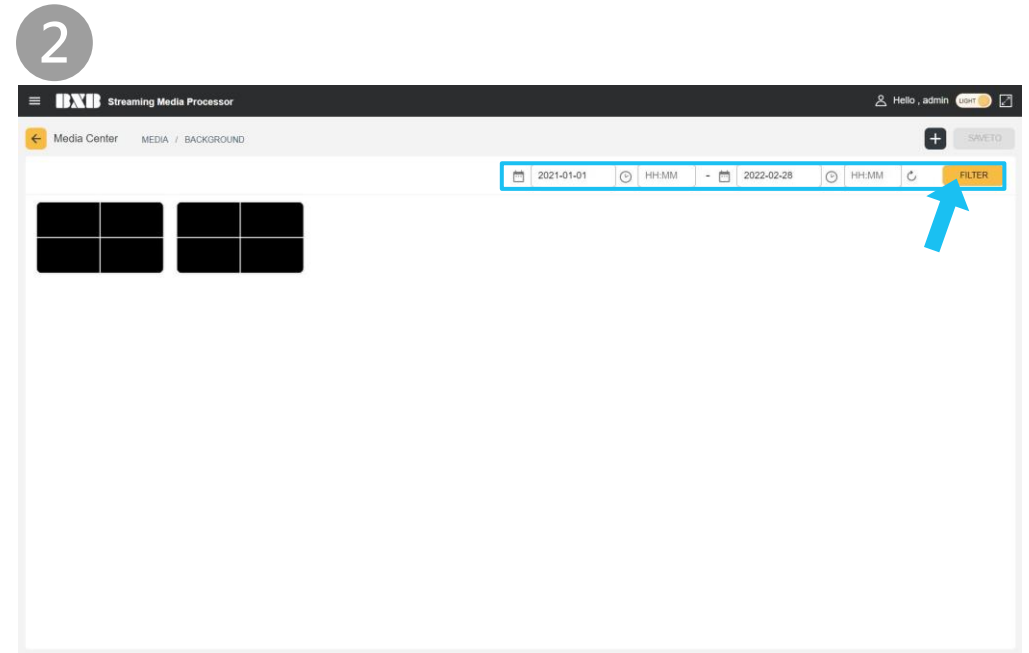 2
BXB Streaming Media Processor Hello , admin LIGHT
Media Center MEDIA / BACKGROUND SAVETO
2021-01-01 HH:MM - 2022-02-28 HH:MM FILTER